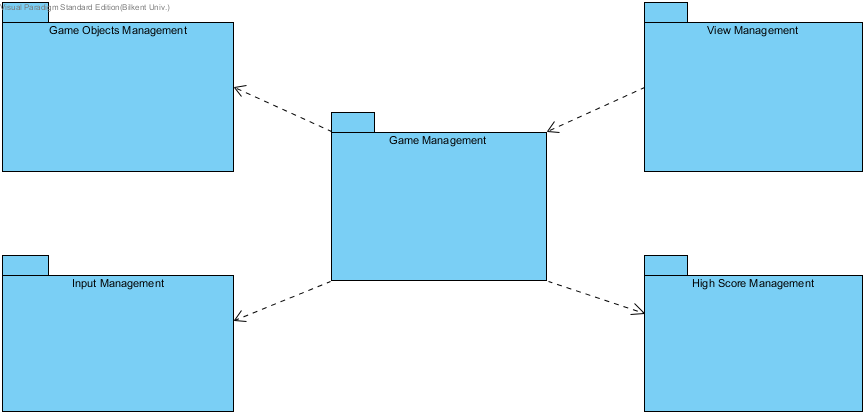 Visual Paradigm Standard Edition(Bilkent Univ.)
Game Objects Management
View Management
Game Management
Input Management
High Score Management